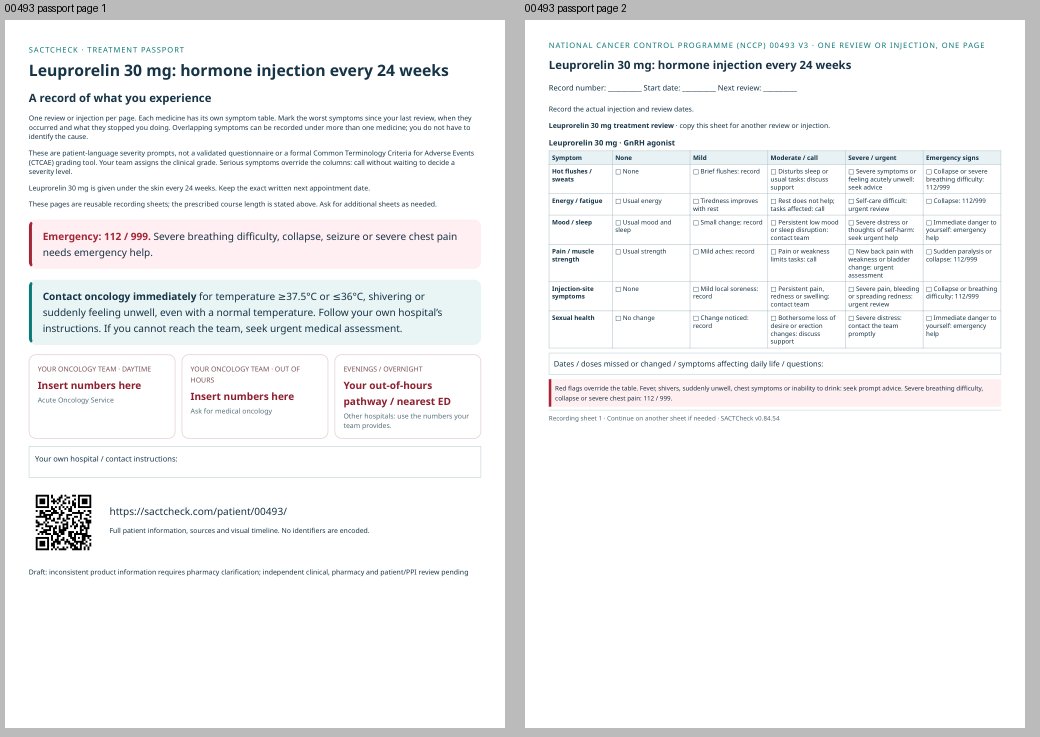 00493 passport page 1
SACTCHECK · TREATMENT PASSPORT
Leuprorelin 30 mg: hormone injection every 24 weeks
A record of what you experience
One review or injection per page. Each medicine has its own symptom table. Mark the worst symptoms since your last review, when they
occurred and what they stopped you doing. Overlapping symptoms can be recorded under more than one medicine; you do not have to
identify the cause.
These are patient-language severity prompts, not a validated questionnaire or a formal Common Terminology Criteria for Adverse Events
(CTCAE) grading tool. Your team assigns the clinical grade. Serious symptoms override the columns: call without waiting to decide a
severity level.
Leuprorelin 30 mg is given under the skin every 24 weeks. Keep the exact written next appointment date.
These pages are reusable recording sheets; the prescribed course length is stated above. Ask for additional sheets as needed.
Emergency: 112 / 999. Severe breathing difficulty, collapse, seizure or severe chest pain
needs emergency help.
Contact oncology immediately for temperature ≥37.5°C or ≤36°C, shivering or
suddenly feeling unwell, even with a normal temperature. Follow your own hospital's
instructions. If you cannot reach the team, seek urgent medical assessment.
YOUR ONCOLOGY TEAM · DAYTIME
Insert numbers here
Acute Oncology Service
YOUR ONCOLOGY TEAM · OUT OF
HOURS
Insert numbers here
Ask for medical oncology
EVENINGS / OVERNIGHT
Your out-of-hours
pathway / nearest ED
Other hospitals: use the numbers your
team provides.
Your own hospital / contact instructions:
https://sactcheck.com/patient/00493/
Full patient information, sources and visual timeline. No identifiers are encoded.
Draft: inconsistent product information requires pharmacy clarification; independent clinical, pharmacy and patient/PPI review pending
00493 passport page 2
NATIONAL CANCER CONTROL PROGRAMME (NCCP) 00493 V3 · ONE REVIEW OR INJECTION, ONE PAGE
Leuprorelin 30 mg: hormone injection every 24 weeks
Record number: __________ Start date: __________ Next review: __________
Record the actual injection and review dates.
Leuprorelin 30 mg treatment review · copy this sheet for another review or injection.
Leuprorelin 30 mg · GnRH agonist
Symptom None Mild Moderate / call Severe / urgent Emergency signs
Hot flushes /
sweats
☐ None
☐ Brief flushes: record
☐ Disturbs sleep or
usual tasks: discuss
support
☐ Severe symptoms or
feeling acutely unwell:
seek advice
☐ Collapse or severe
breathing difficulty:
112/999
Energy / fatigue
☐ Usual energy
☐ Tiredness improves
with rest
☐ Rest does not help;
tasks affected: call
☐ Self-care difficult:
urgent review
☐ Collapse: 112/999
Mood / sleep
☐ Usual mood and
sleep
☐ Small change: record
☐ Persistent low mood
or sleep disruption:
contact team
☐ Severe distress or
thoughts of self-harm:
seek urgent help
☐ Immediate danger to
yourself: emergency
help
Pain / muscle
strength
☐ Usual strength
☐ Mild aches: record
☐ Pain or weakness
limits tasks: call
☐ New back pain with
weakness or bladder
change: urgent
assessment
☐ Sudden paralysis or
collapse: 112/999
Injection-site
symptoms
☐ None
☐ Mild local soreness:
record
☐ Persistent pain,
redness or swelling:
contact team
☐ Severe pain, bleeding
or spreading redness:
urgent review
☐ Collapse or breathing
difficulty: 112/999
Sexual health
☐ No change
☐ Change noticed:
record
☐ Bothersome loss of
desire or erection
changes: discuss
support
☐ Severe distress:
contact the team
promptly
☐ Immediate danger to
yourself: emergency
help
Dates / doses missed or changed / symptoms affecting daily life / questions:
Red flags override the table. Fever, shivers, suddenly unwell, chest symptoms or inability to drink: seek prompt advice. Severe breathing difficulty,
collapse or severe chest pain: 112 / 999.
Recording sheet 1 · Continue on another sheet if needed · SACTCheck v0.84.54